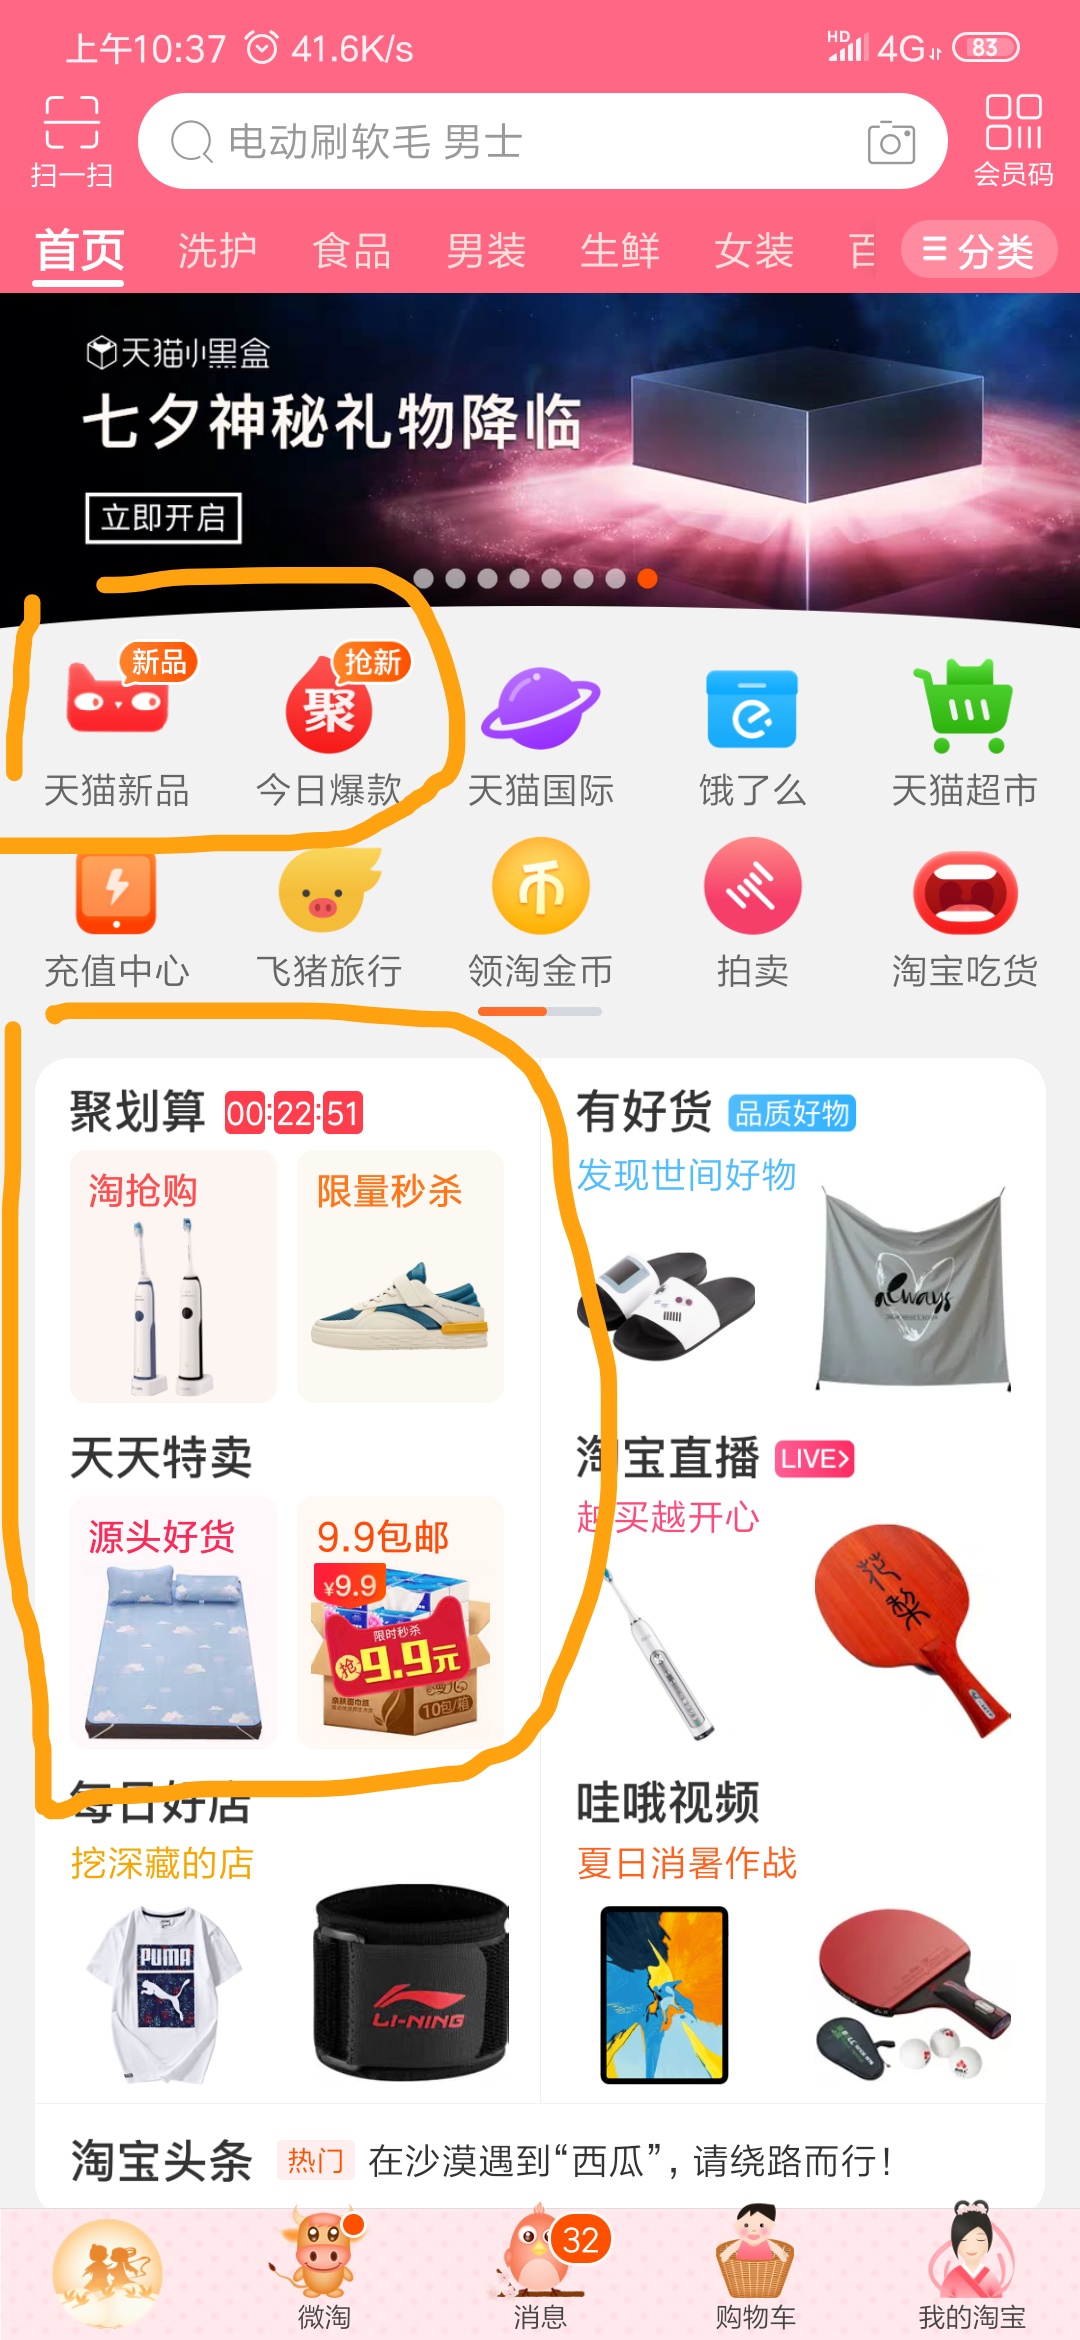 上午10:37 41.6K/s HD 4G 83
扫一扫 电动刷软毛 男士 会员码
首页 洗护 食品 男装 生鲜 女装 百 分类
天猫小黑盒
七夕神秘礼物降临
立即开启
新品 抢新
聚
天猫新品 今日爆款 天猫国际 饿了么 天猫超市
充值中心 飞猪旅行 领淘金币 拍卖 淘宝吃货
聚划算 00:22:51 有好货 品质好物
发现世间好物
淘抢购 限量秒杀
always
天天特卖 淘宝直播 LIVE>
越买越开心
源头好货 9.9包邮
¥9.9
限时秒杀
抢9.9元
10包/箱
花梨
每日好店 哇哦视频
挖深藏的店 夏日消暑作战
PUMA
LI-NING
淘宝头条 热门 在沙漠遇到“西瓜”，请绕路而行！
32
微淘 消息 购物车 我的淘宝